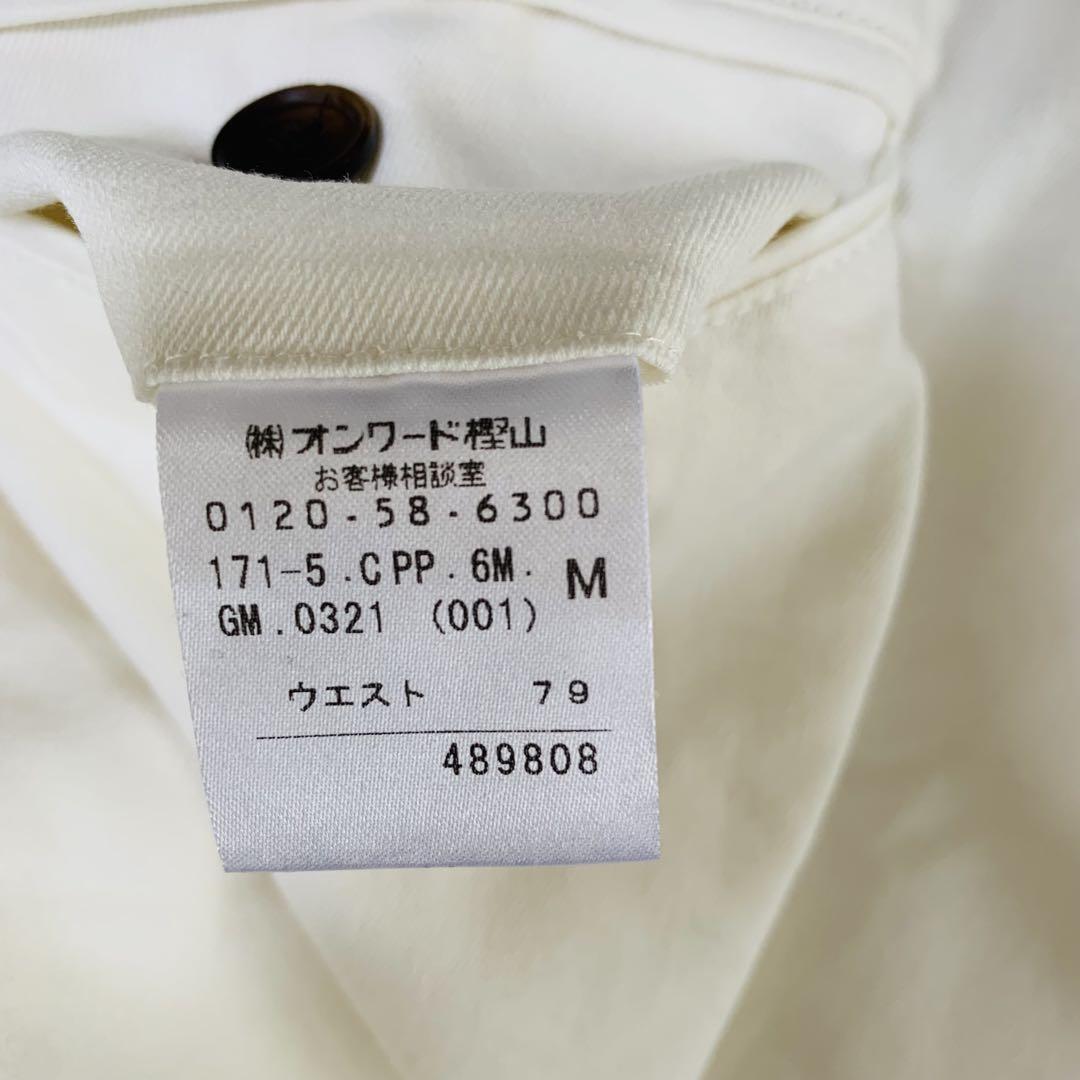 ㈱オンワード樫山
お客様相談室
0120-58-6300
171-5.CPP.6M. M
GM.0321 (001)
ウエスト 79
489808